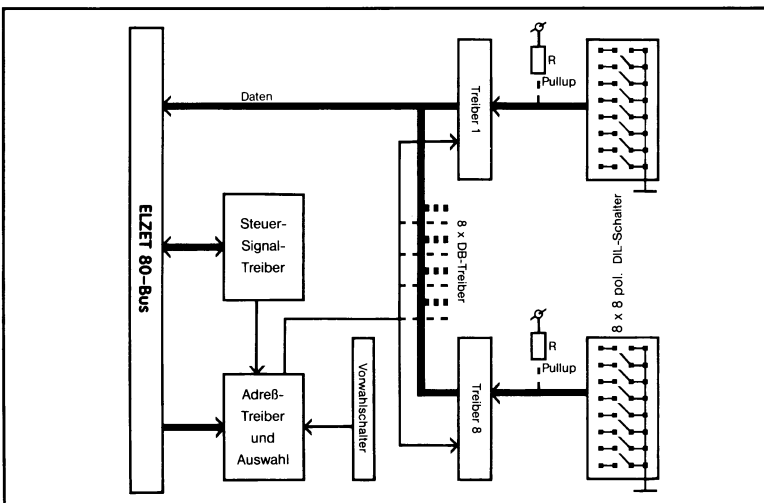 ELZET 80-Bus
Daten
Steuer-
Signal-
Treiber
Adreß-
Treiber
und
Auswahl
Vorwahlschalter
Treiber 1
8 x DB-Treiber
Treiber 8
R
Pullup
R
Pullup
8 x 8 pol. DIL-Schalter